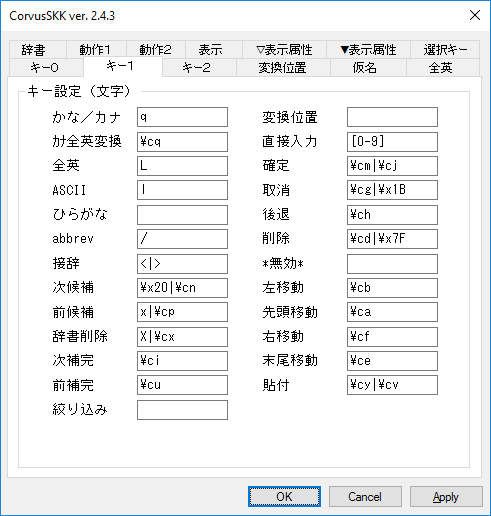 CorvusSKK ver. 2.4.3
辞書 動作1 動作2 表示 ▽表示属性 ▼表示属性 選択キー
キー0 キー1 キー2 変換位置 仮名 全英
キー設定（文字）
かな／カナ q 変換位置
ｶﾅ全英変換 ¥cq 直接入力 [0-9]
全英 L 確定 ¥cm|¥cj
ASCII l 取消 ¥cg|¥x1B
ひらがな 後退 ¥ch
abbrev / 削除 ¥cd|¥x7F
接辞 <|> *無効*
次候補 ¥x20|¥cn 左移動 ¥cb
前候補 x|¥cp 先頭移動 ¥ca
辞書削除 X|¥cx 右移動 ¥cf
次補完 ¥ci 末尾移動 ¥ce
前補完 ¥cu 貼付 ¥cy|¥cv
絞り込み
OK Cancel Apply